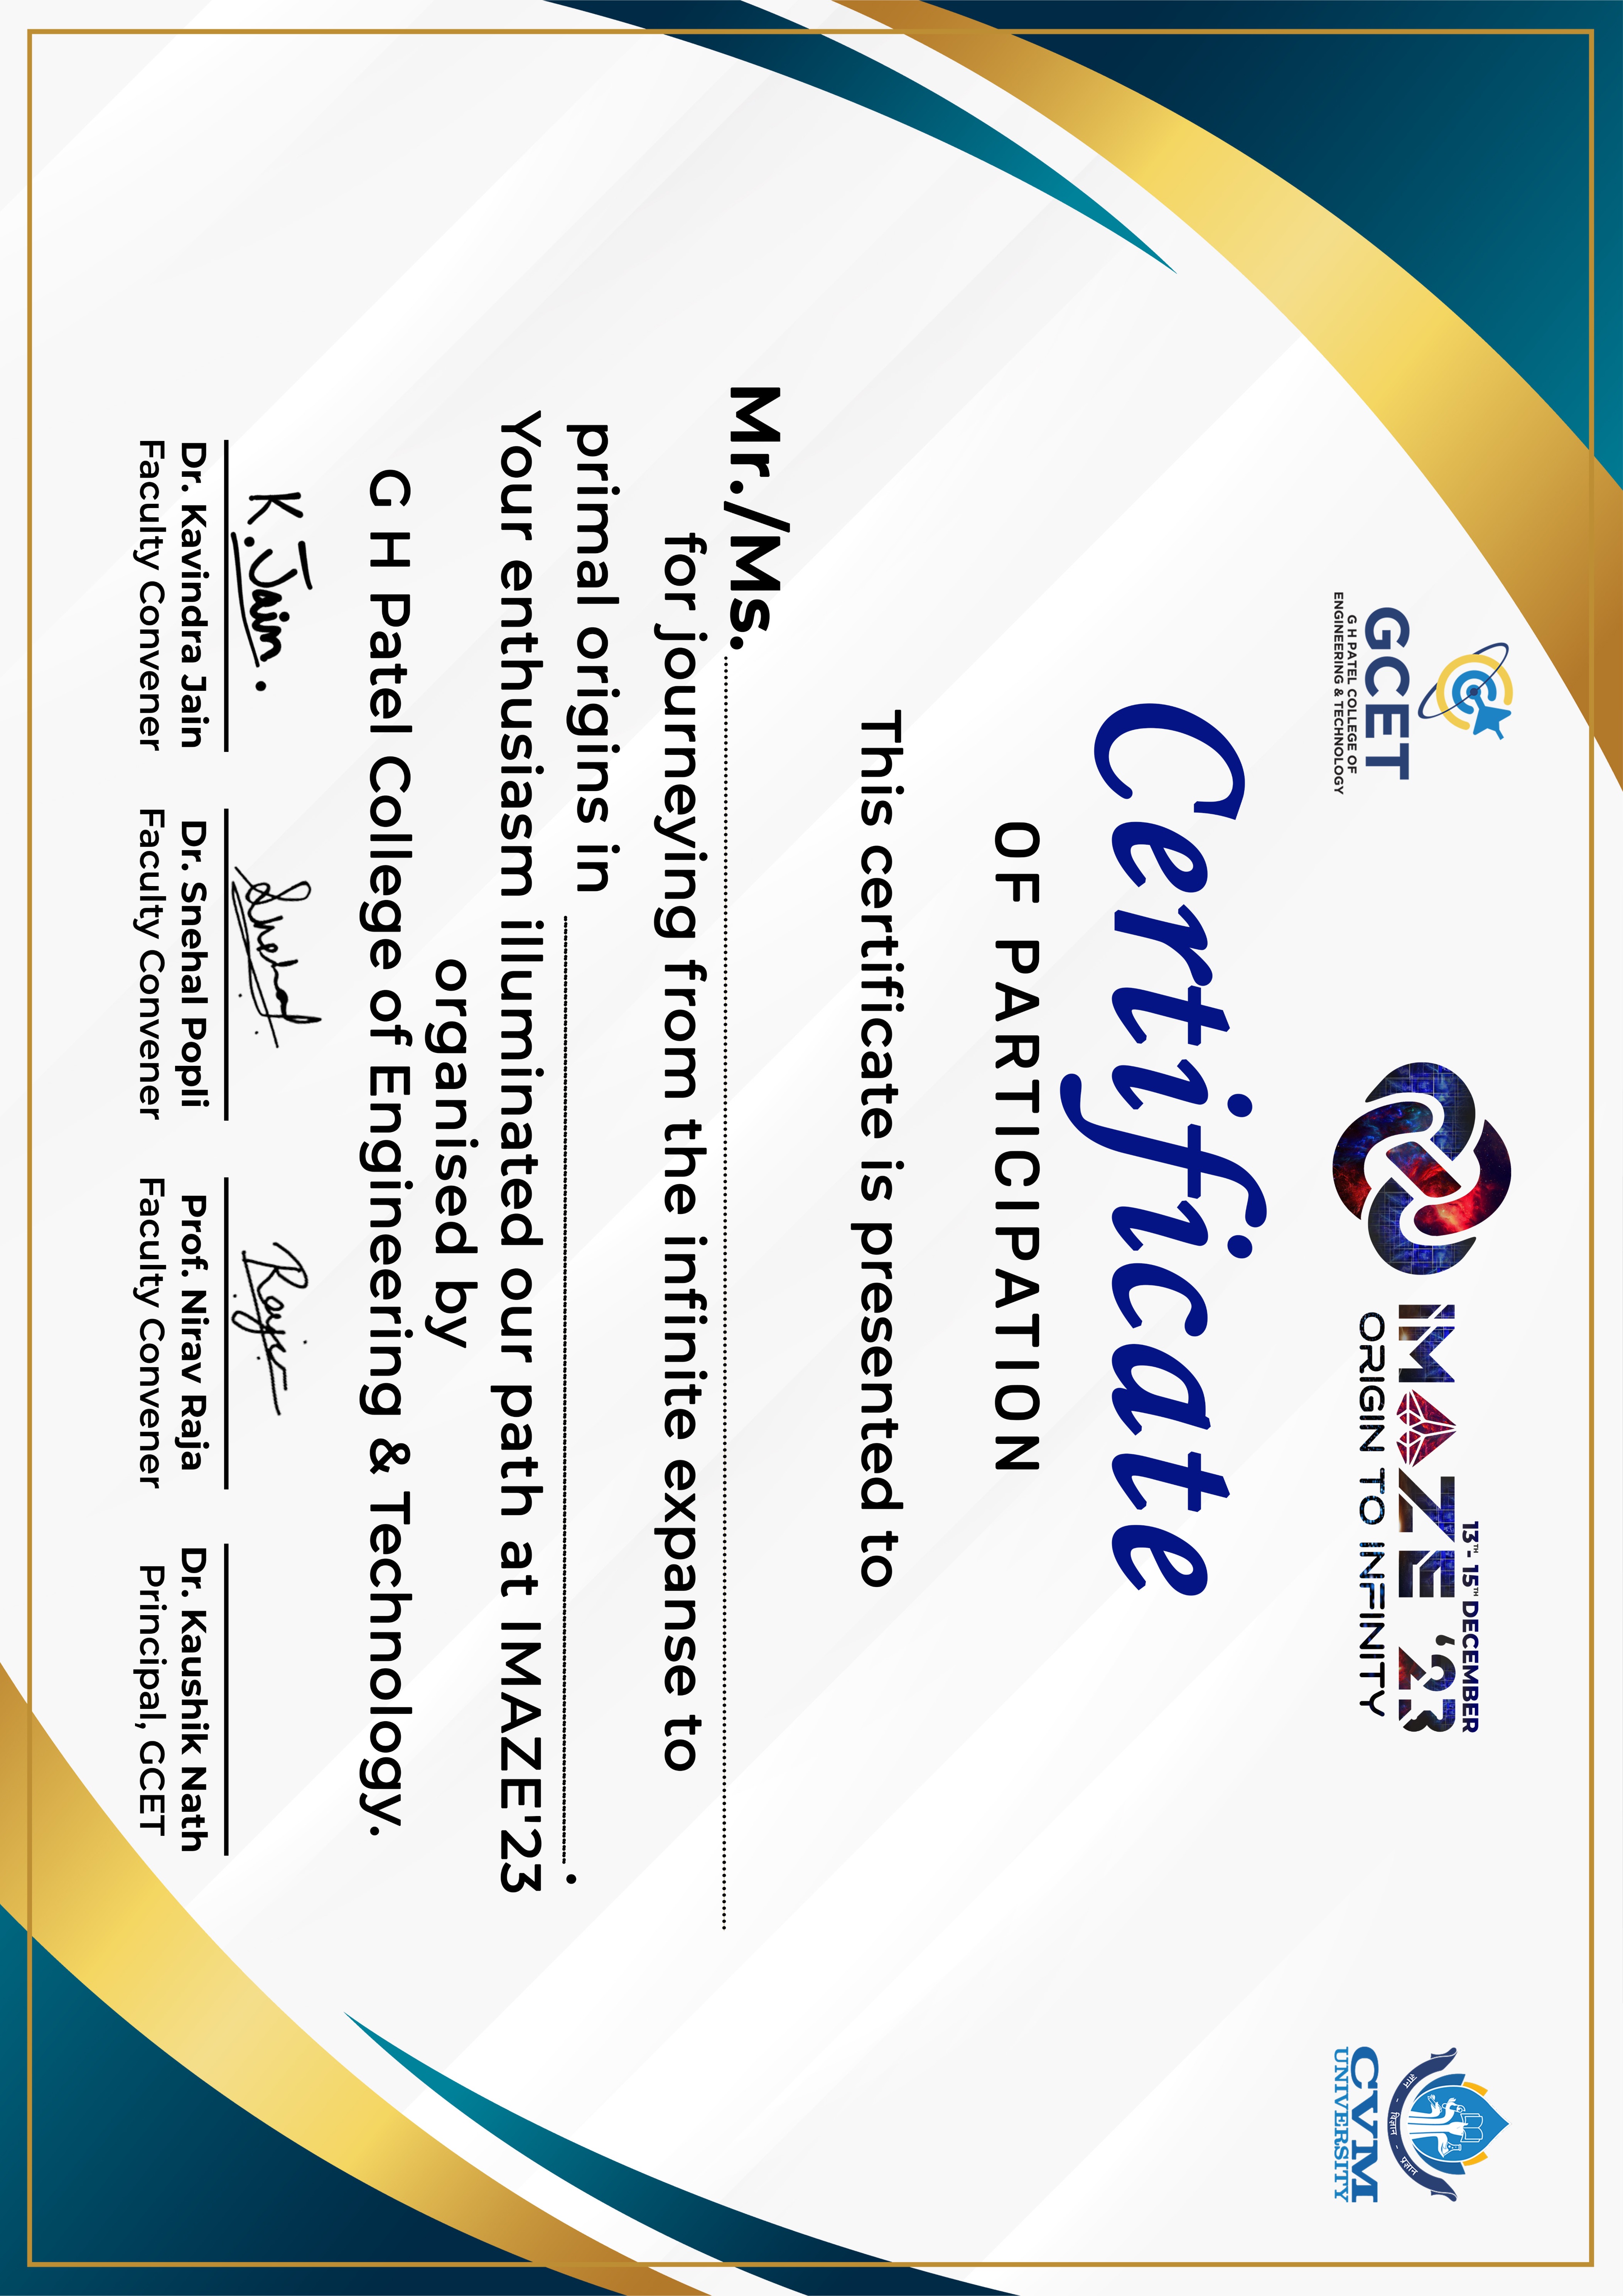 GCET
G H PATEL COLLEGE OF
ENGINEERING & TECHNOLOGY
13TH- 15TH DECEMBER
IMAZE '23
ORIGIN TO INFINITY
ज्ञान - विज्ञान - प्रज्ञान
CVM
UNIVERSITY
Certificate
OF PARTICIPATION
This certificate is presented to
Mr./Ms.
for journeying from the infinite expanse to
primal origins in .
Your enthusiasm illuminated our path at IMAZE'23
organised by
G H Patel College of Engineering & Technology.
K.Jain.
Snehal
Raja
Dr. Kavindra Jain
Faculty Convener
Dr. Snehal Popli
Faculty Convener
Prof. Nirav Raja
Faculty Convener
Dr. Kaushik Nath
Principal, GCET